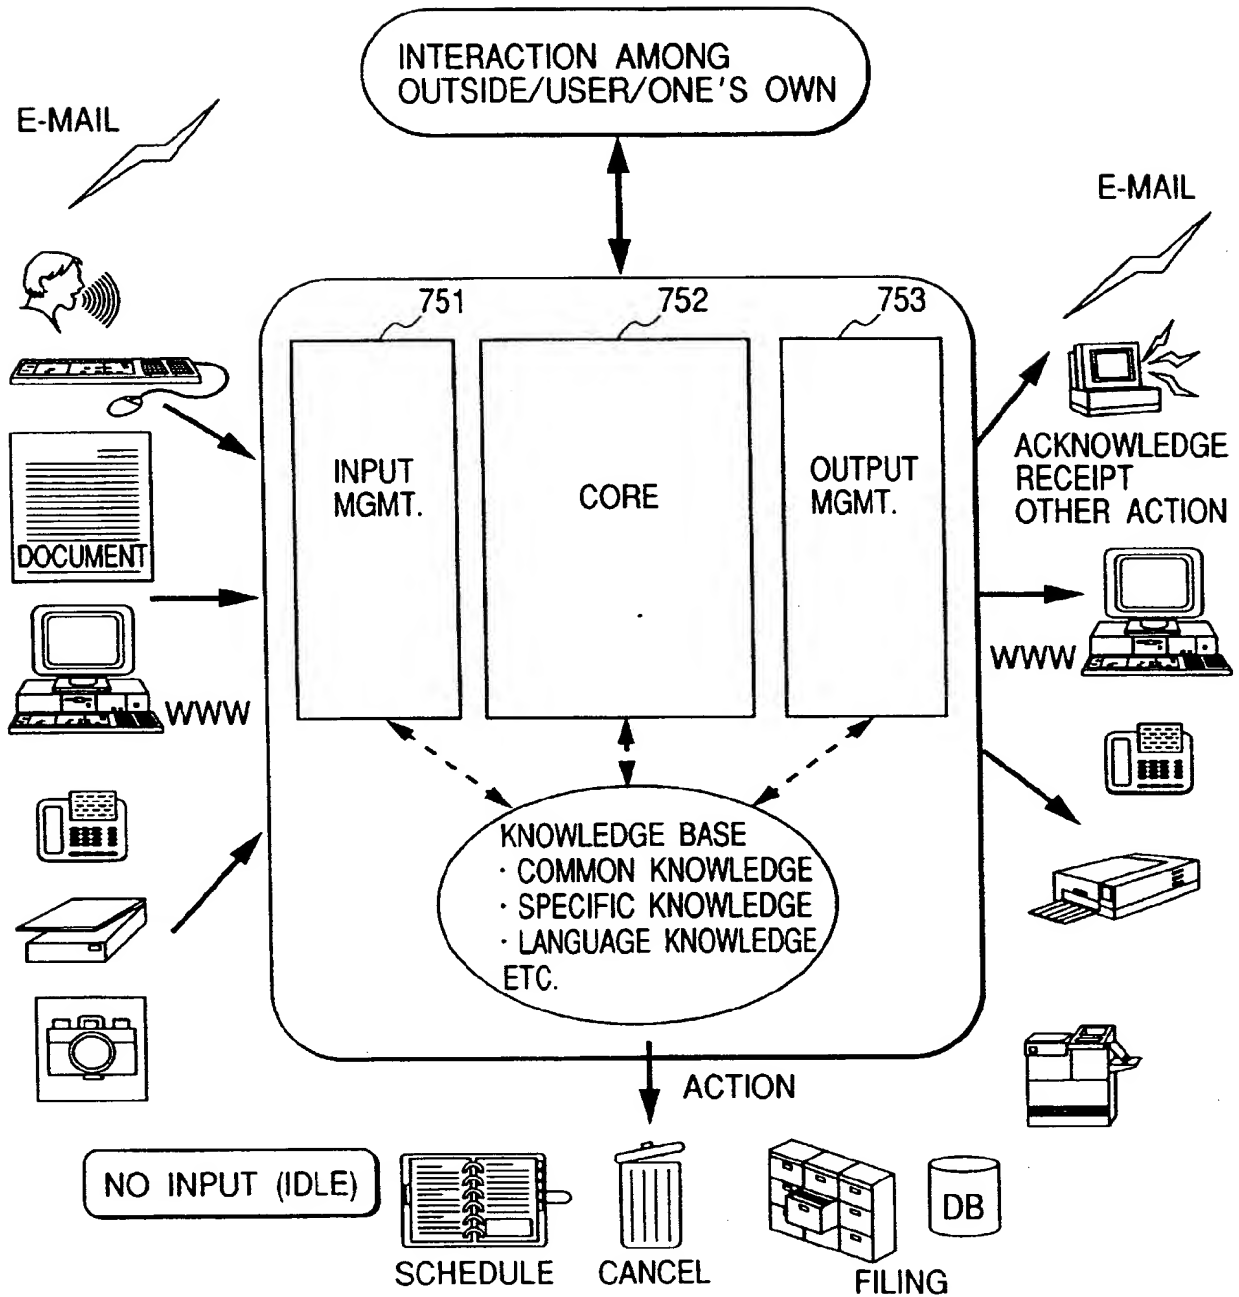 INTERACTION AMONG
OUTSIDE/USER/ONE'S OWN
E-MAIL
E-MAIL
751
752
753
INPUT
MGMT.
CORE
OUTPUT
MGMT.
ACKNOWLEDGE
RECEIPT
OTHER ACTION
DOCUMENT
WWW
WWW
KNOWLEDGE BASE
· COMMON KNOWLEDGE
· SPECIFIC KNOWLEDGE
· LANGUAGE KNOWLEDGE
ETC.
ACTION
NO INPUT (IDLE)
DB
SCHEDULE
CANCEL
FILING